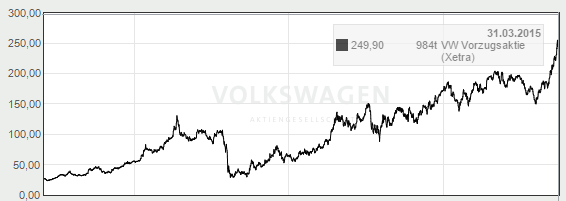 300,00
250,00
200,00
150,00
100,00
50,00
0,00
31.03.2015
249,90 984t VW Vorzugsaktie
(Xetra)
VOLKSWAGEN
AKTIENGESELLSCHAFT